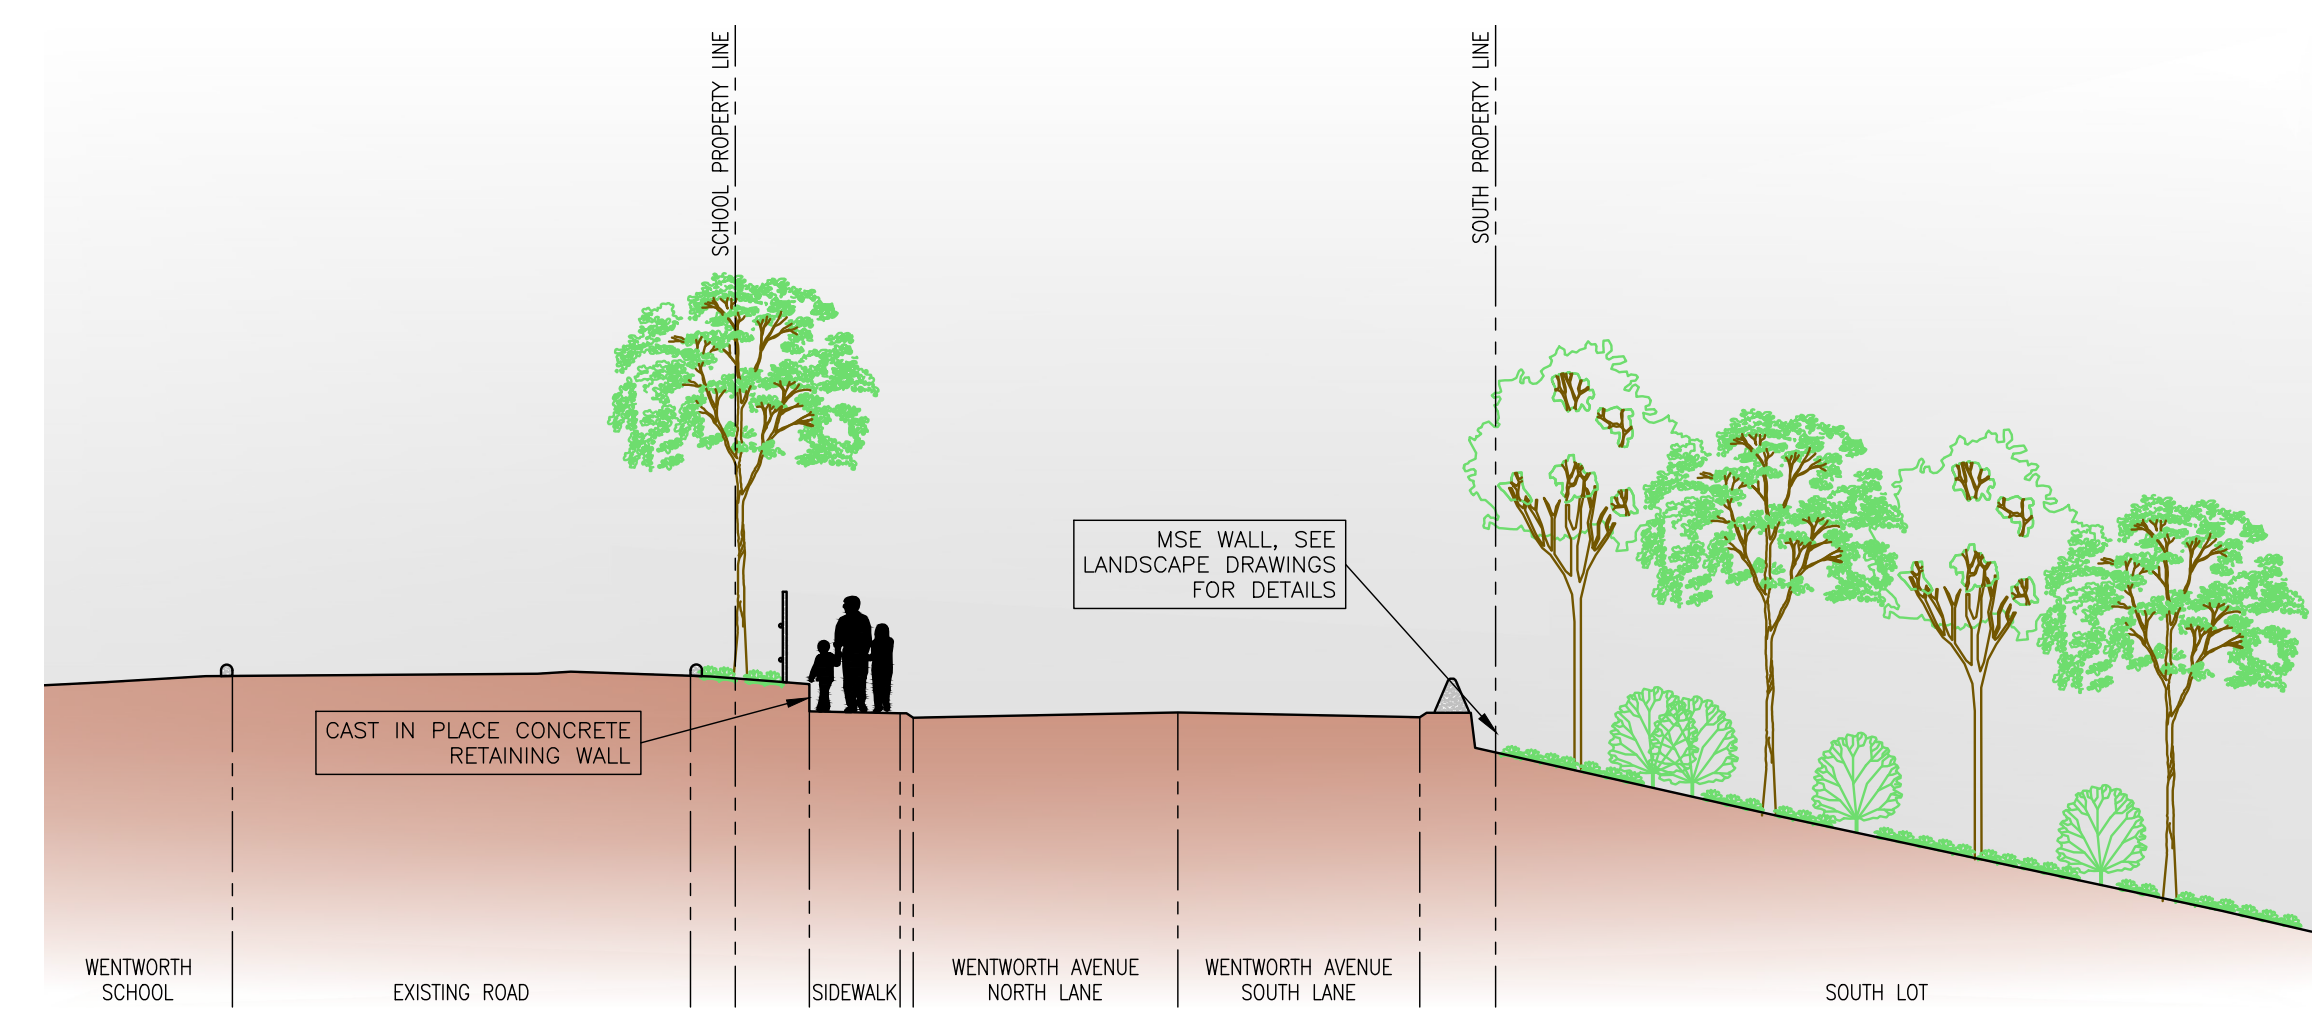 SCHOOL PROPERTY LINE
SOUTH PROPERTY LINE
MSE WALL, SEE
LANDSCAPE DRAWINGS
FOR DETAILS
CAST IN PLACE CONCRETE
RETAINING WALL
WENTWORTH
SCHOOL
EXISTING ROAD
SIDEWALK
WENTWORTH AVENUE
NORTH LANE
WENTWORTH AVENUE
SOUTH LANE
SOUTH LOT